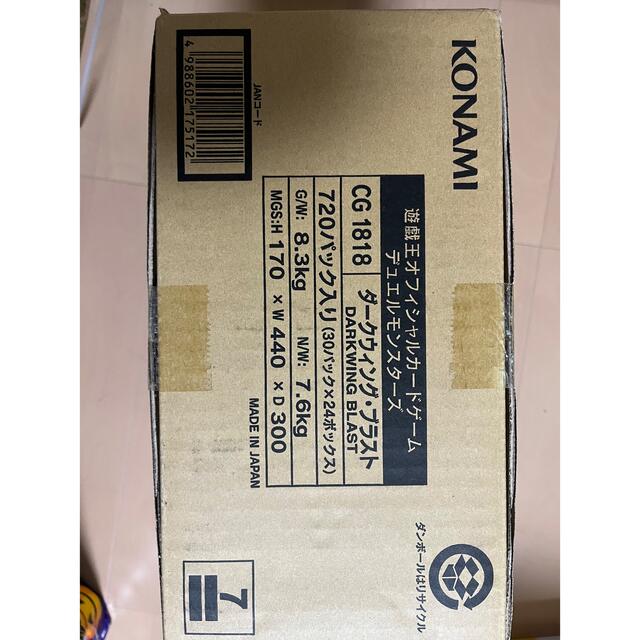 KONAMI
遊戯王オフィシャルカードゲーム
デュエルモンスターズ
CG 1818
ダークウィング・ブラスト
DARKWING BLAST
720パック入り(30パック×24ボックス)
G/W: 8.3kg N/W: 7.6kg
MGS:H 170 × W 440 × D 300
MADE IN JAPAN
JANコード
4 988602 175172
ダンボールはリサイクル
7